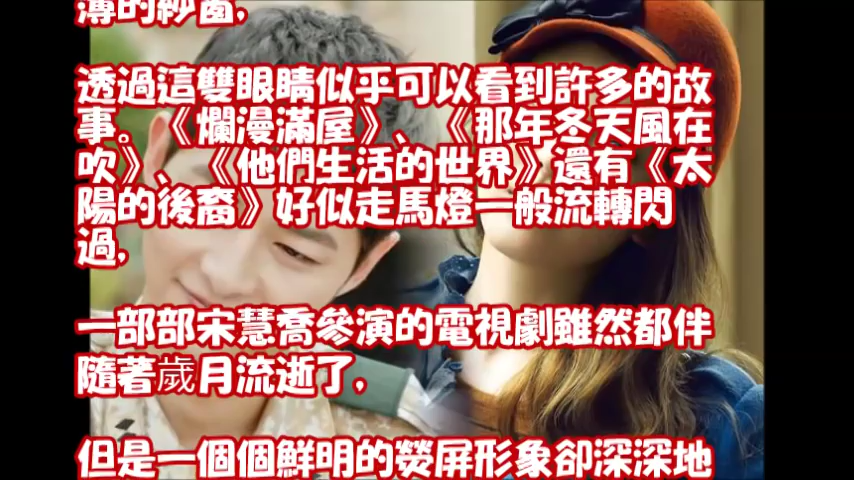 薄的紗窗，
透過這雙眼睛似乎可以看到許多的故
事。《爛漫滿屋》、《那年冬天風在
吹》、《他們生活的世界》還有《太
陽的後裔》好似走馬燈一般流轉閃
過，
一部部宋慧喬參演的電視劇雖然都伴
隨著歲月流逝了，
但是一個個鮮明的熒屏形象卻深深地